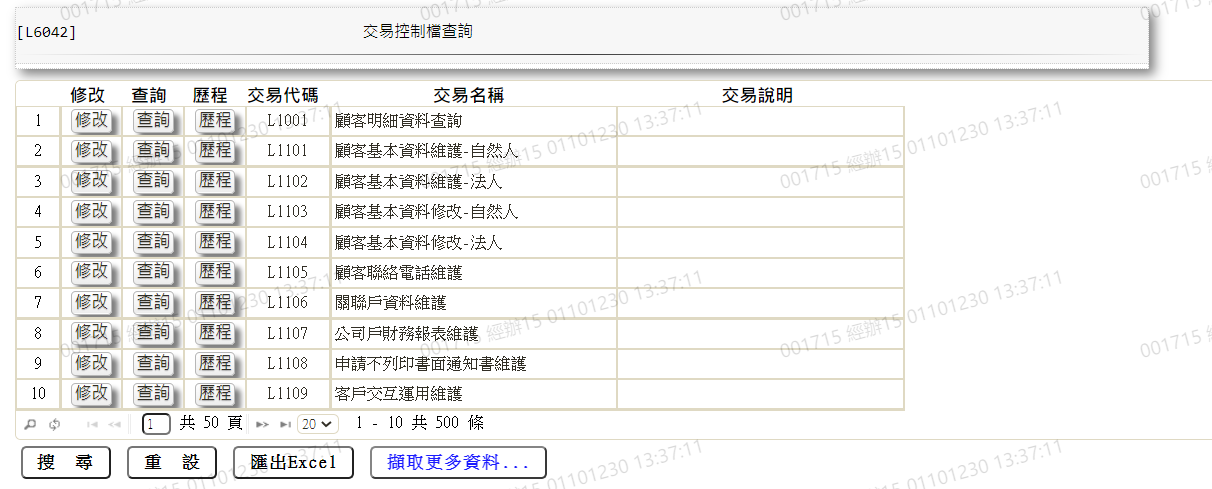 [L6042] 交易控制檔查詢
修改 查詢 歷程 交易代碼 交易名稱 交易說明
1 修改 查詢 歷程 L1001 顧客明細資料查詢
2 修改 查詢 歷程 L1101 顧客基本資料維護-自然人
3 修改 查詢 歷程 L1102 顧客基本資料維護-法人
4 修改 查詢 歷程 L1103 顧客基本資料修改-自然人
5 修改 查詢 歷程 L1104 顧客基本資料修改-法人
6 修改 查詢 歷程 L1105 顧客聯絡電話維護
7 修改 查詢 歷程 L1106 關聯戶資料維護
8 修改 查詢 歷程 L1107 公司戶財務報表維護
9 修改 查詢 歷程 L1108 申請不列印書面通知書維護
10 修改 查詢 歷程 L1109 客戶交互運用維護
1 共 50 頁 20 1 - 10 共 500 條
搜 尋 重 設 匯出Excel 擷取更多資料...
001715 經辦15 01101230 13:37:11